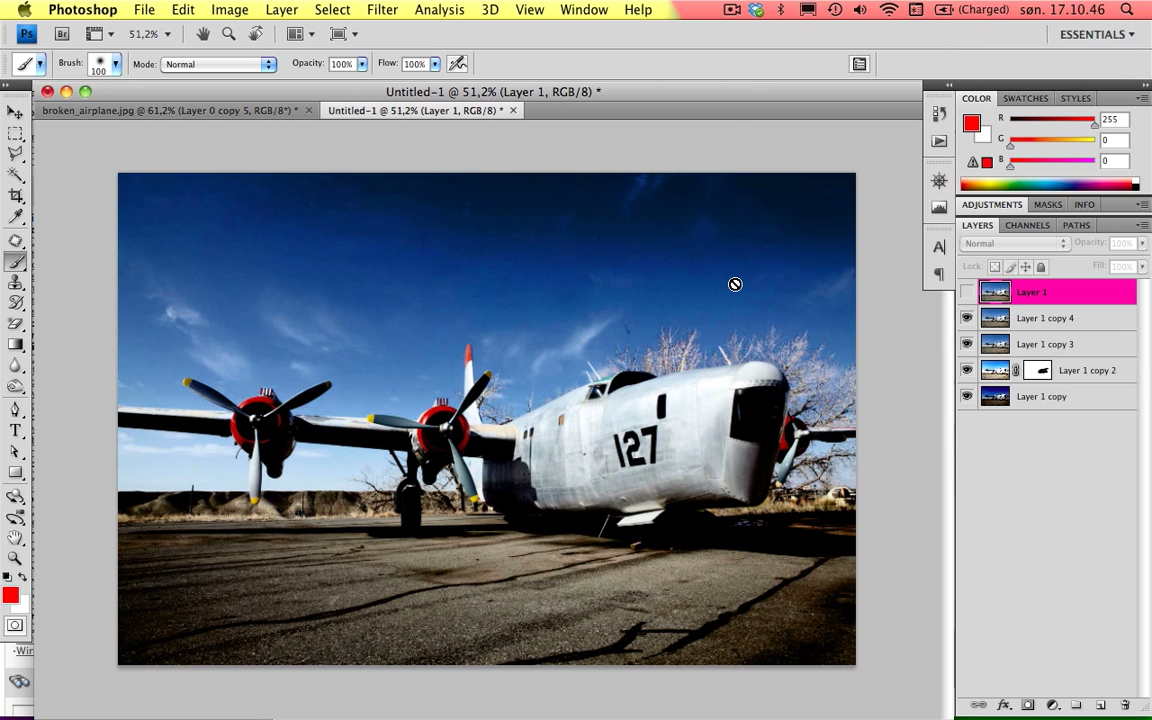 Photoshop File Edit Image Layer Select Filter Analysis 3D View Window Help (Charged) søn. 17.10.46
Ps Br 51,2% ESSENTIALS
Brush: 100 Mode: Normal Opacity: 100% Flow: 100%
Untitled-1 @ 51,2% (Layer 1, RGB/8) *
broken_airplane.jpg @ 61,2% (Layer 0 copy 5, RGB/8*) * Untitled-1 @ 51,2% (Layer 1, RGB/8) *
COLOR SWATCHES STYLES
R 255
G 0
B 0
ADJUSTMENTS MASKS INFO
LAYERS CHANNELS PATHS
Normal Opacity: 100%
Lock: Fill: 100%
Layer 1
Layer 1 copy 4
Layer 1 copy 3
Layer 1 copy 2
Layer 1 copy
127
Wir